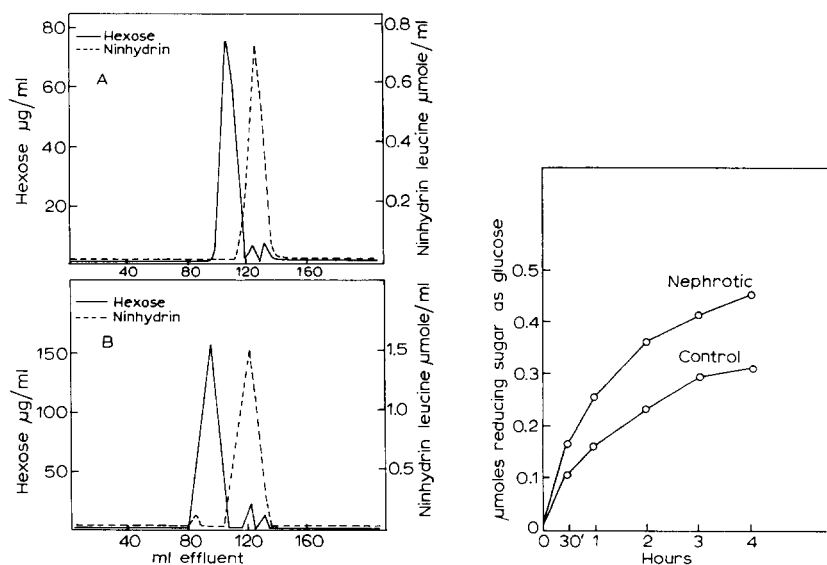 80
60
40
20
Hexose µg/ml
A
Hexose
Ninhydrin
0.8
0.6
0.4
0.2
Ninhydrin leucine µmole/ml
40
80
120
160
150
100
50
Hexose µg/ml
B
Hexose
Ninhydrin
1.5
1.0
0.5
Ninhydrin leucine µmole/ml
40
80
120
160
ml effluent
µmoles reducing sugar as glucose
0.5
0.4
0.3
0.2
0.1
Nephrotic
Control
0 30' 1 2 3 4
Hours